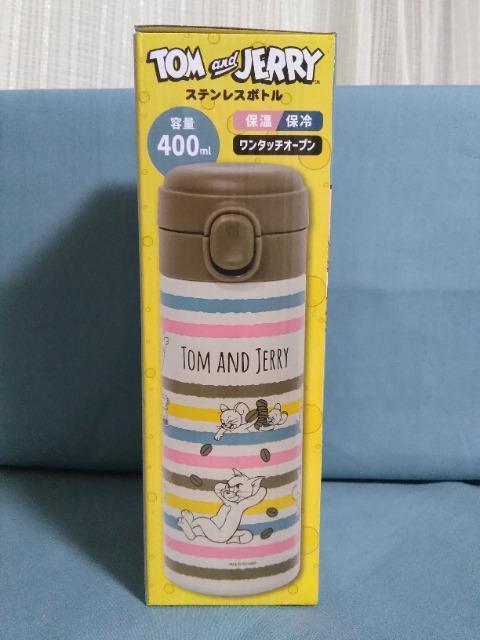 TOM and JERRY
ステンレスボトル
容量
400ml
保温 保冷
ワンタッチオープン
TOM AND JERRY